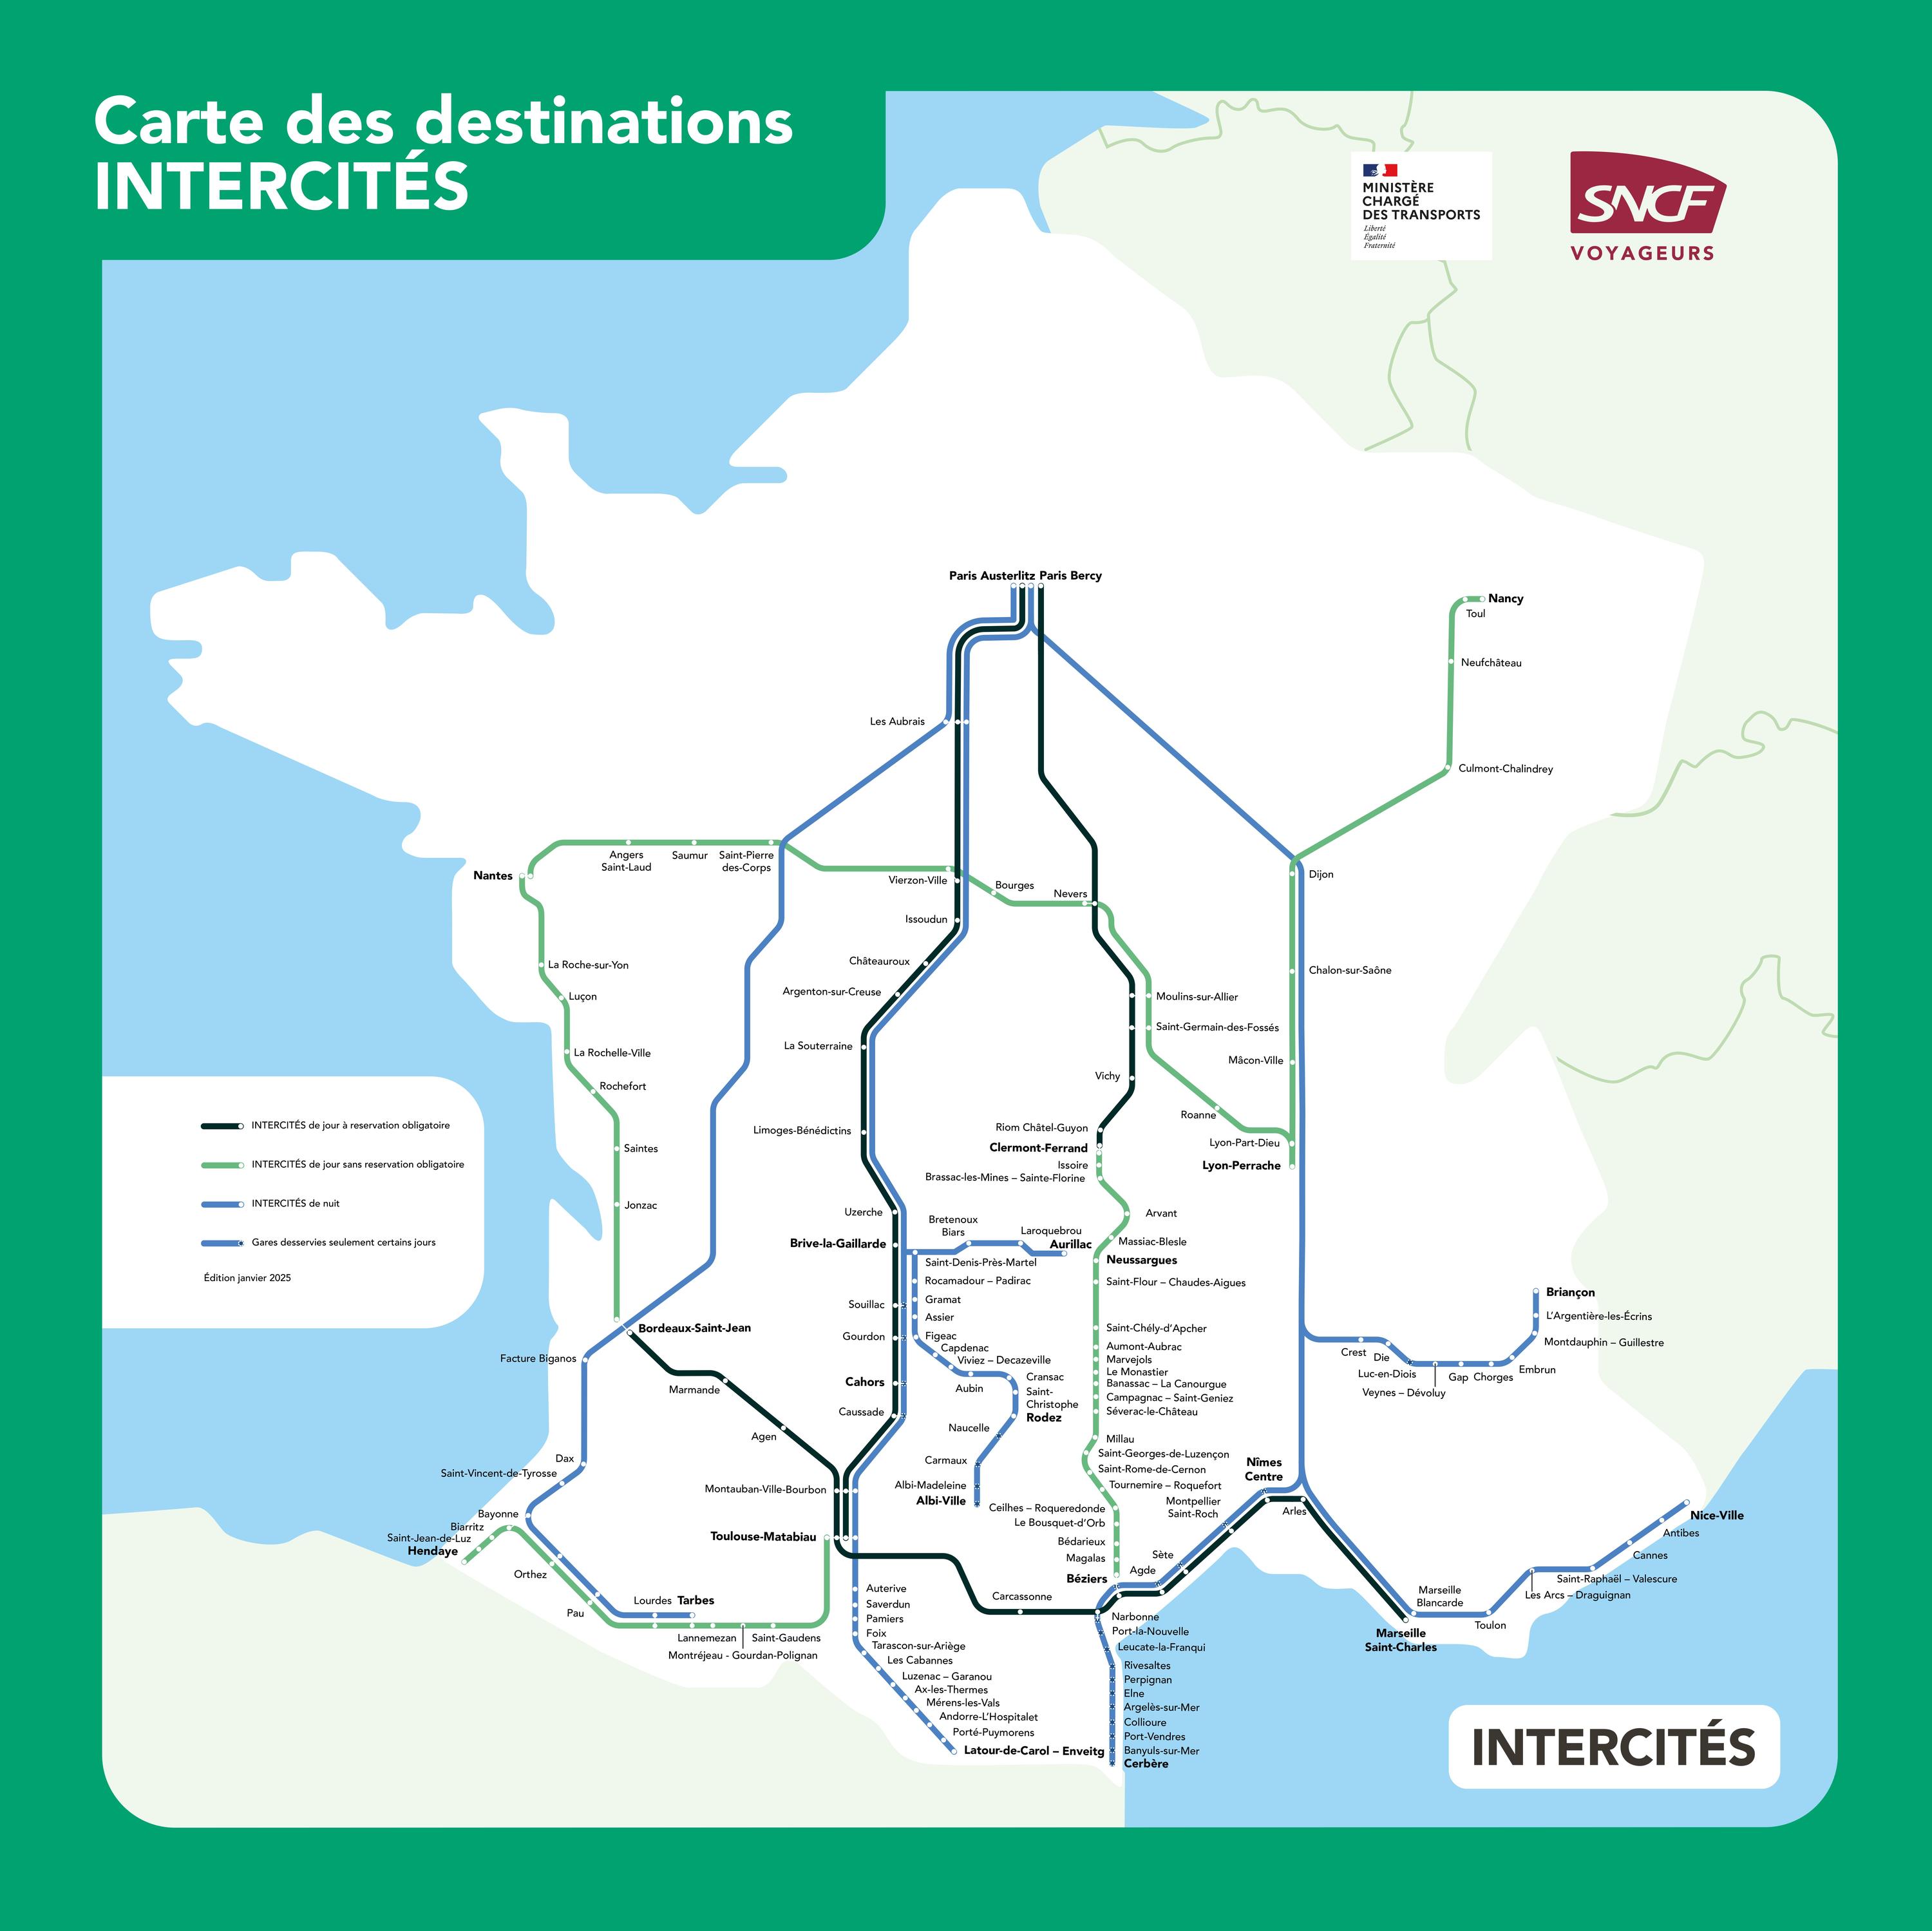 Carte des destinations
INTERCITÉS
MINISTÈRE
CHARGÉ
DES TRANSPORTS
Liberté
Égalité
Fraternité
SNCF
VOYAGEURS
Paris Austerlitz Paris Bercy
Nancy
Toul
Neufchâteau
Les Aubrais
Culmont-Chalindrey
Angers
Saint-Laud
Saumur
Saint-Pierre
des-Corps
Nantes
Vierzon-Ville
Bourges
Nevers
Dijon
Issoudun
Châteauroux
La Roche-sur-Yon
Chalon-sur-Saône
Argenton-sur-Creuse
Luçon
Moulins-sur-Allier
Saint-Germain-des-Fossés
La Souterraine
La Rochelle-Ville
Mâcon-Ville
Vichy
Rochefort
Roanne
INTERCITÉS de jour à reservation obligatoire
INTERCITÉS de jour sans reservation obligatoire
INTERCITÉS de nuit
Gares desservies seulement certains jours
Édition janvier 2025
Limoges-Bénédictins
Riom Châtel-Guyon
Clermont-Ferrand
Issoire
Brassac-les-Mines – Sainte-Florine
Lyon-Part-Dieu
Lyon-Perrache
Saintes
Jonzac
Uzerche
Arvant
Bretenoux
Biars
Laroquebrou
Aurillac
Brive-la-Gaillarde
Massiac-Blesle
Neussargues
Saint-Denis-Près-Martel
Rocamadour – Padirac
Saint-Flour – Chaudes-Aigues
Gramat
Souillac
Assier
Briançon
L'Argentière-les-Écrins
Montdauphin – Guillestre
Bordeaux-Saint-Jean
Gourdon
Figeac
Capdenac
Viviez – Decazeville
Saint-Chély-d'Apcher
Aumont-Aubrac
Marvejols
Le Monastier
Banassac – La Canourgue
Campagnac – Saint-Geniez
Séverac-le-Château
Crest
Die
Luc-en-Diois
Veynes – Dévoluy
Gap
Chorges
Embrun
Facture Biganos
Marmande
Cahors
Aubin
Cransac
Saint-
Christophe
Rodez
Caussade
Agen
Naucelle
Millau
Saint-Georges-de-Luzençon
Saint-Rome-de-Cernon
Tournemire – Roquefort
Carmaux
Albi-Madeleine
Albi-Ville
Dax
Saint-Vincent-de-Tyrosse
Montauban-Ville-Bourbon
Nîmes
Centre
Montpellier
Saint-Roch
Arles
Ceilhes – Roqueredonde
Le Bousquet-d'Orb
Bédarieux
Magalas
Béziers
Agde
Sète
Bayonne
Biarritz
Saint-Jean-de-Luz
Hendaye
Toulouse-Matabiau
Nice-Ville
Antibes
Cannes
Saint-Raphaël – Valescure
Les Arcs – Draguignan
Orthez
Pau
Lourdes
Tarbes
Lannemezan
Saint-Gaudens
Montréjeau - Gourdan-Polignan
Auterive
Saverdun
Pamiers
Foix
Tarascon-sur-Ariège
Les Cabannes
Luzenac – Garanou
Ax-les-Thermes
Mérens-les-Vals
Andorre-L'Hospitalet
Porté-Puymorens
Latour-de-Carol – Enveitg
Carcassonne
Narbonne
Port-la-Nouvelle
Leucate-la-Franqui
Rivesaltes
Perpignan
Elne
Argelès-sur-Mer
Collioure
Port-Vendres
Banyuls-sur-Mer
Cerbère
Marseille
Blancarde
Marseille
Saint-Charles
Toulon
INTERCITÉS